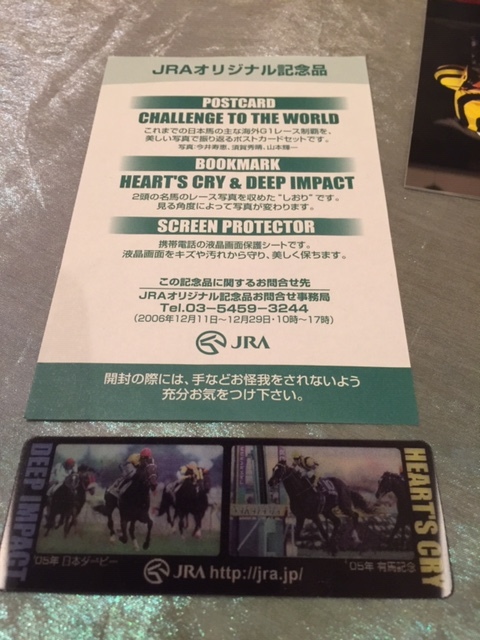 JRAオリジナル記念品
POSTCARD
CHALLENGE TO THE WORLD
これまでの日本馬の主な海外G1レース制覇を、
美しい写真で振り返るポストカードセットです。
写真:今井寿恵、須賀秀晴、山本輝一
BOOKMARK
HEART'S CRY & DEEP IMPACT
2頭の名馬のレース写真を収めた"しおり"です。
見る角度によって写真が変わります。
SCREEN PROTECTOR
携帯電話の液晶画面保護シートです。
液晶画面をキズや汚れから守り、美しく保ちます。
この記念品に関するお問合せ先
JRAオリジナル記念品お問合せ事務局
Tel.03-5459-3244
(2006年12月11日〜12月29日・10時〜17時)
JRA
開封の際には、手などお怪我をされないよう
充分お気をつけ下さい。
DEEP IMPACT
'05年 日本ダービー
HEART'S CRY
'05年 有馬記念
JRA http://jra.jp/